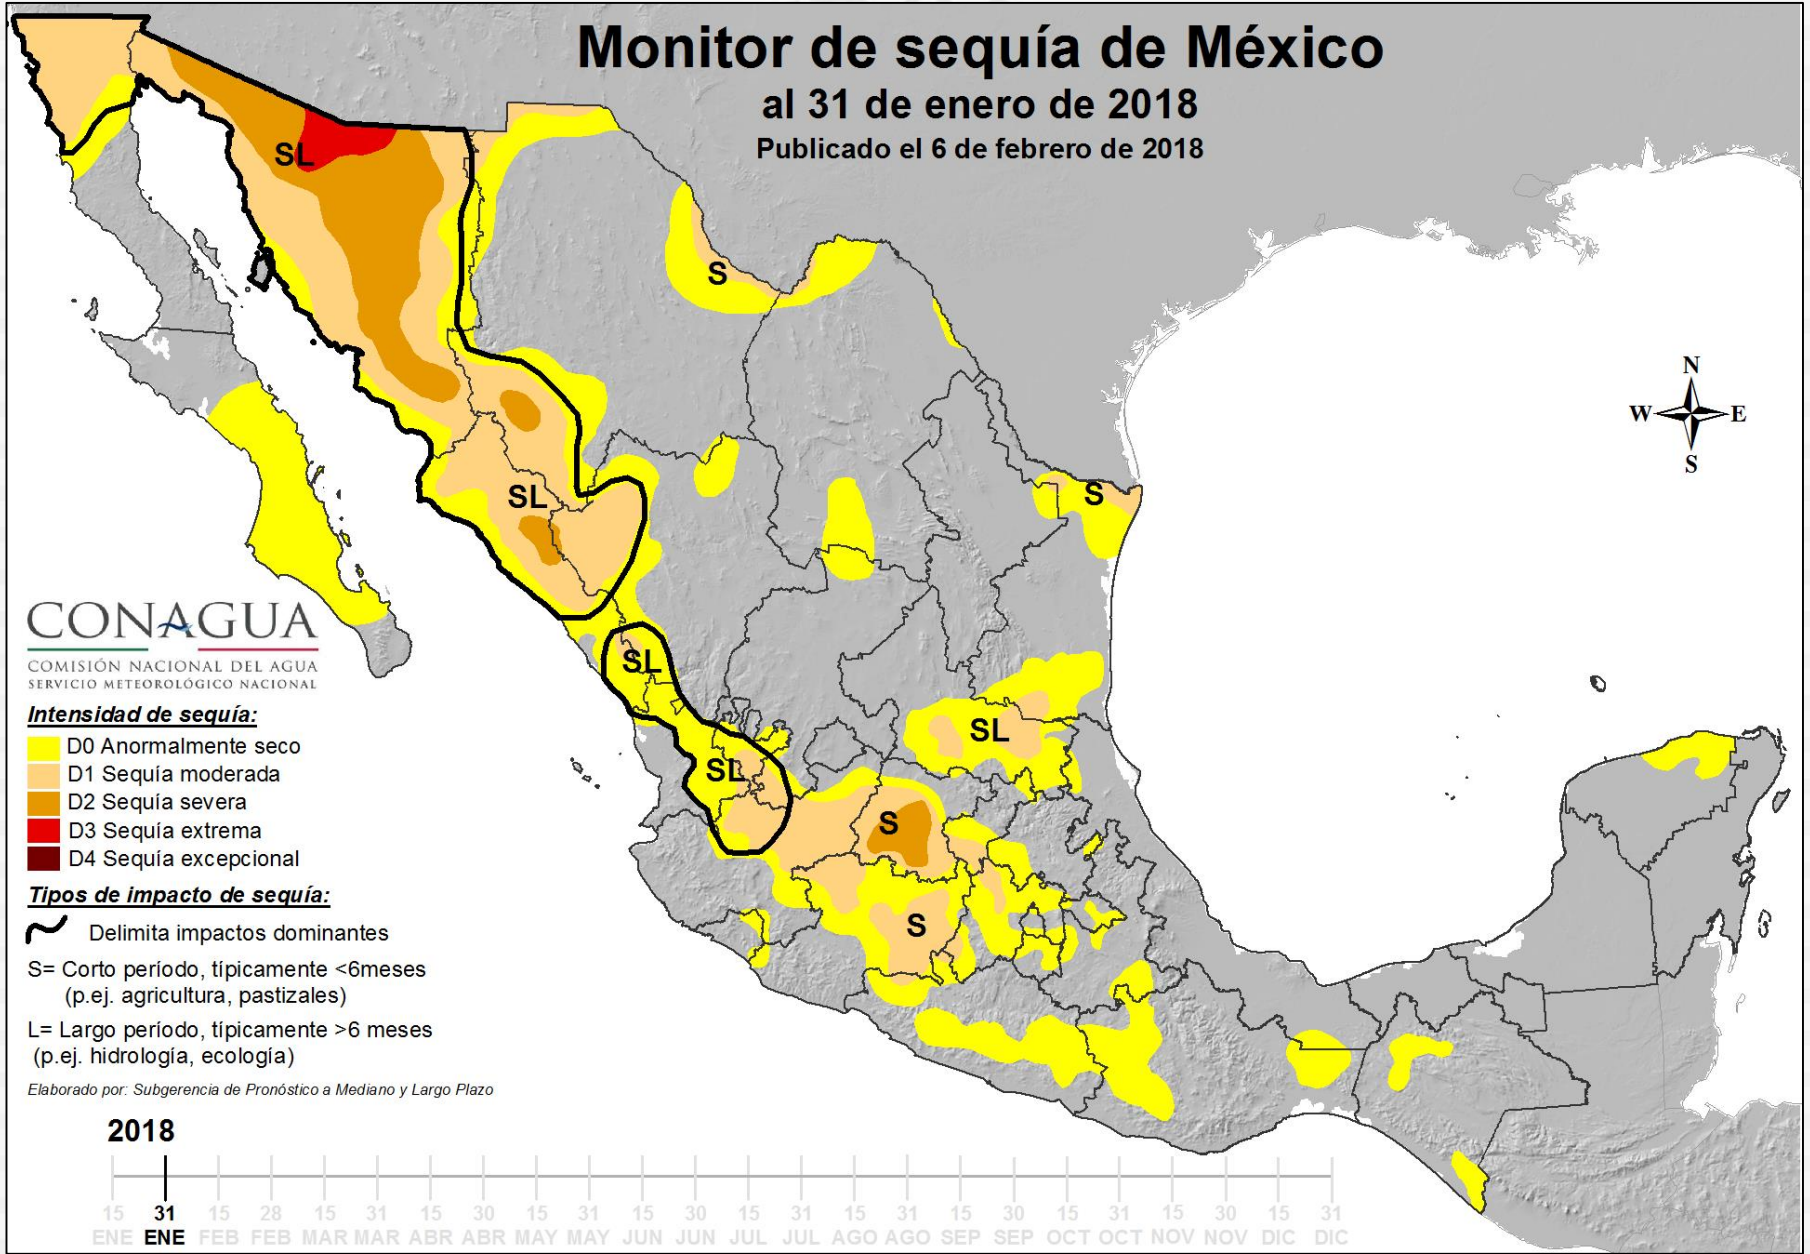 Monitor de sequía de México
al 31 de enero de 2018
Publicado el 6 de febrero de 2018
SL
S
N
W E
S
S
SL
SL
SL
SL
S
S
CONAGUA
COMISIÓN NACIONAL DEL AGUA
SERVICIO METEOROLÓGICO NACIONAL
Intensidad de sequía:
D0 Anormalmente seco
D1 Sequía moderada
D2 Sequía severa
D3 Sequía extrema
D4 Sequía excepcional
Tipos de impacto de sequía:
Delimita impactos dominantes
S= Corto período, típicamente <6meses
(p.ej. agricultura, pastizales)
L= Largo período, típicamente >6 meses
(p.ej. hidrología, ecología)
Elaborado por: Subgerencia de Pronóstico a Mediano y Largo Plazo
2018
15 31 15 28 15 31 15 30 15 31 15 30 15 31 15 31 15 30 15 31 15 30 15 31
ENE ENE FEB FEB MAR MAR ABR ABR MAY MAY JUN JUN JUL JUL AGO AGO SEP SEP OCT OCT NOV NOV DIC DIC